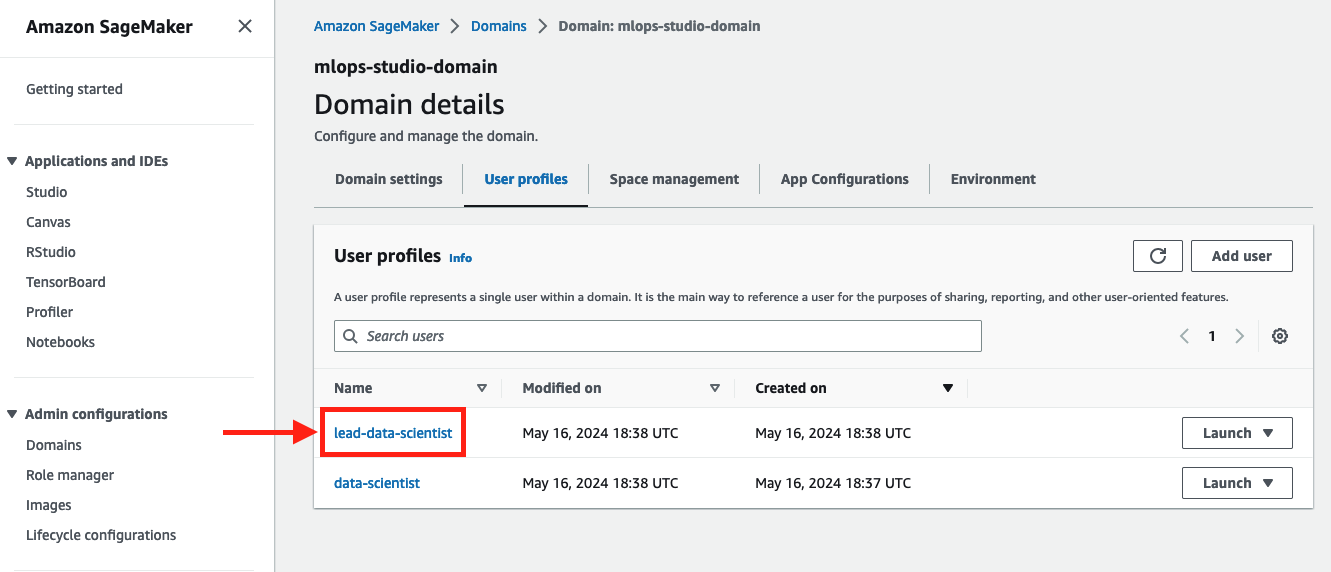 Amazon SageMaker
Getting started
Applications and IDEs
Studio
Canvas
RStudio
TensorBoard
Profiler
Notebooks
Admin configurations
Domains
Role manager
Images
Lifecycle configurations
Amazon SageMaker > Domains > Domain: mlops-studio-domain
mlops-studio-domain
Domain details
Configure and manage the domain.
Domain settings User profiles Space management App Configurations Environment
User profiles Info Add user
A user profile represents a single user within a domain. It is the main way to reference a user for the purposes of sharing, reporting, and other user-oriented features.
Search users 1
Name Modified on Created on
lead-data-scientist May 16, 2024 18:38 UTC May 16, 2024 18:38 UTC Launch
data-scientist May 16, 2024 18:38 UTC May 16, 2024 18:37 UTC Launch